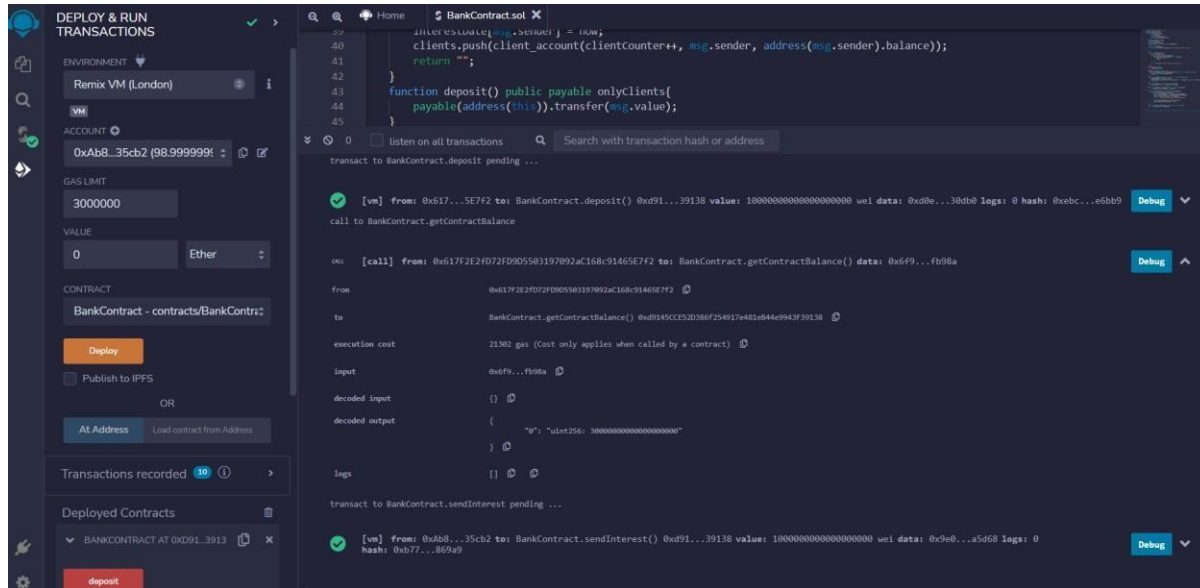 DEPLOY & RUN
TRANSACTIONS
ENVIRONMENT
Remix VM (London)
VM
ACCOUNT
0xAb8...35cb2 (98.9999999
GAS LIMIT
3000000
VALUE
0 Ether
CONTRACT
BankContract - contracts/BankContra
Deploy
Publish to IPFS
OR
At Address Load contract from Address
Transactions recorded 10 i
Deployed Contracts
BANKCONTRACT AT 0XD91...3913
deposit
Home BankContract.sol
39 interestDate[msg.sender] = now;
40 clients.push(client_account(clientCounter++, msg.sender, address(msg.sender).balance));
41 return "";
42 }
43 function deposit() public payable onlyClients{
44 payable(address(this)).transfer(msg.value);
45 }
0 listen on all transactions Search with transaction hash or address
transact to BankContract.deposit pending ...
[vm] from: 0x617...5E7f2 to: BankContract.deposit() 0xd91...39138 value: wei data: 0xd0e...30db0 logs: 0 hash: 0xebc...e6bb9 Debug
call to BankContract.getContractBalance
CALL [call] from: 0x617F2E2fD72FD9D5503197092aC168c91465E7f2 to: BankContract.getContractBalance() data: 0x6f9...fb98a Debug
from 0x617F2E2fD72FD9D5503197092aC168c91465E7f2
to BankContract.getContractBalance() 0xd9145CCE52D386f254917e481eB44e9943F39138
execution cost 21302 gas (Cost only applies when called by a contract)
input 0x6f9...fb98a
decoded input {}
decoded output {
"0": "uint256:
}
logs []
transact to BankContract.sendInterest pending ...
[vm] from: 0xAb8...35cb2 to: BankContract.sendInterest() 0xd91...39138 value: 1000000000000000000 wei data: 0x9e0...a5d68 logs: 0
hash: 0xb77...869a9 Debug